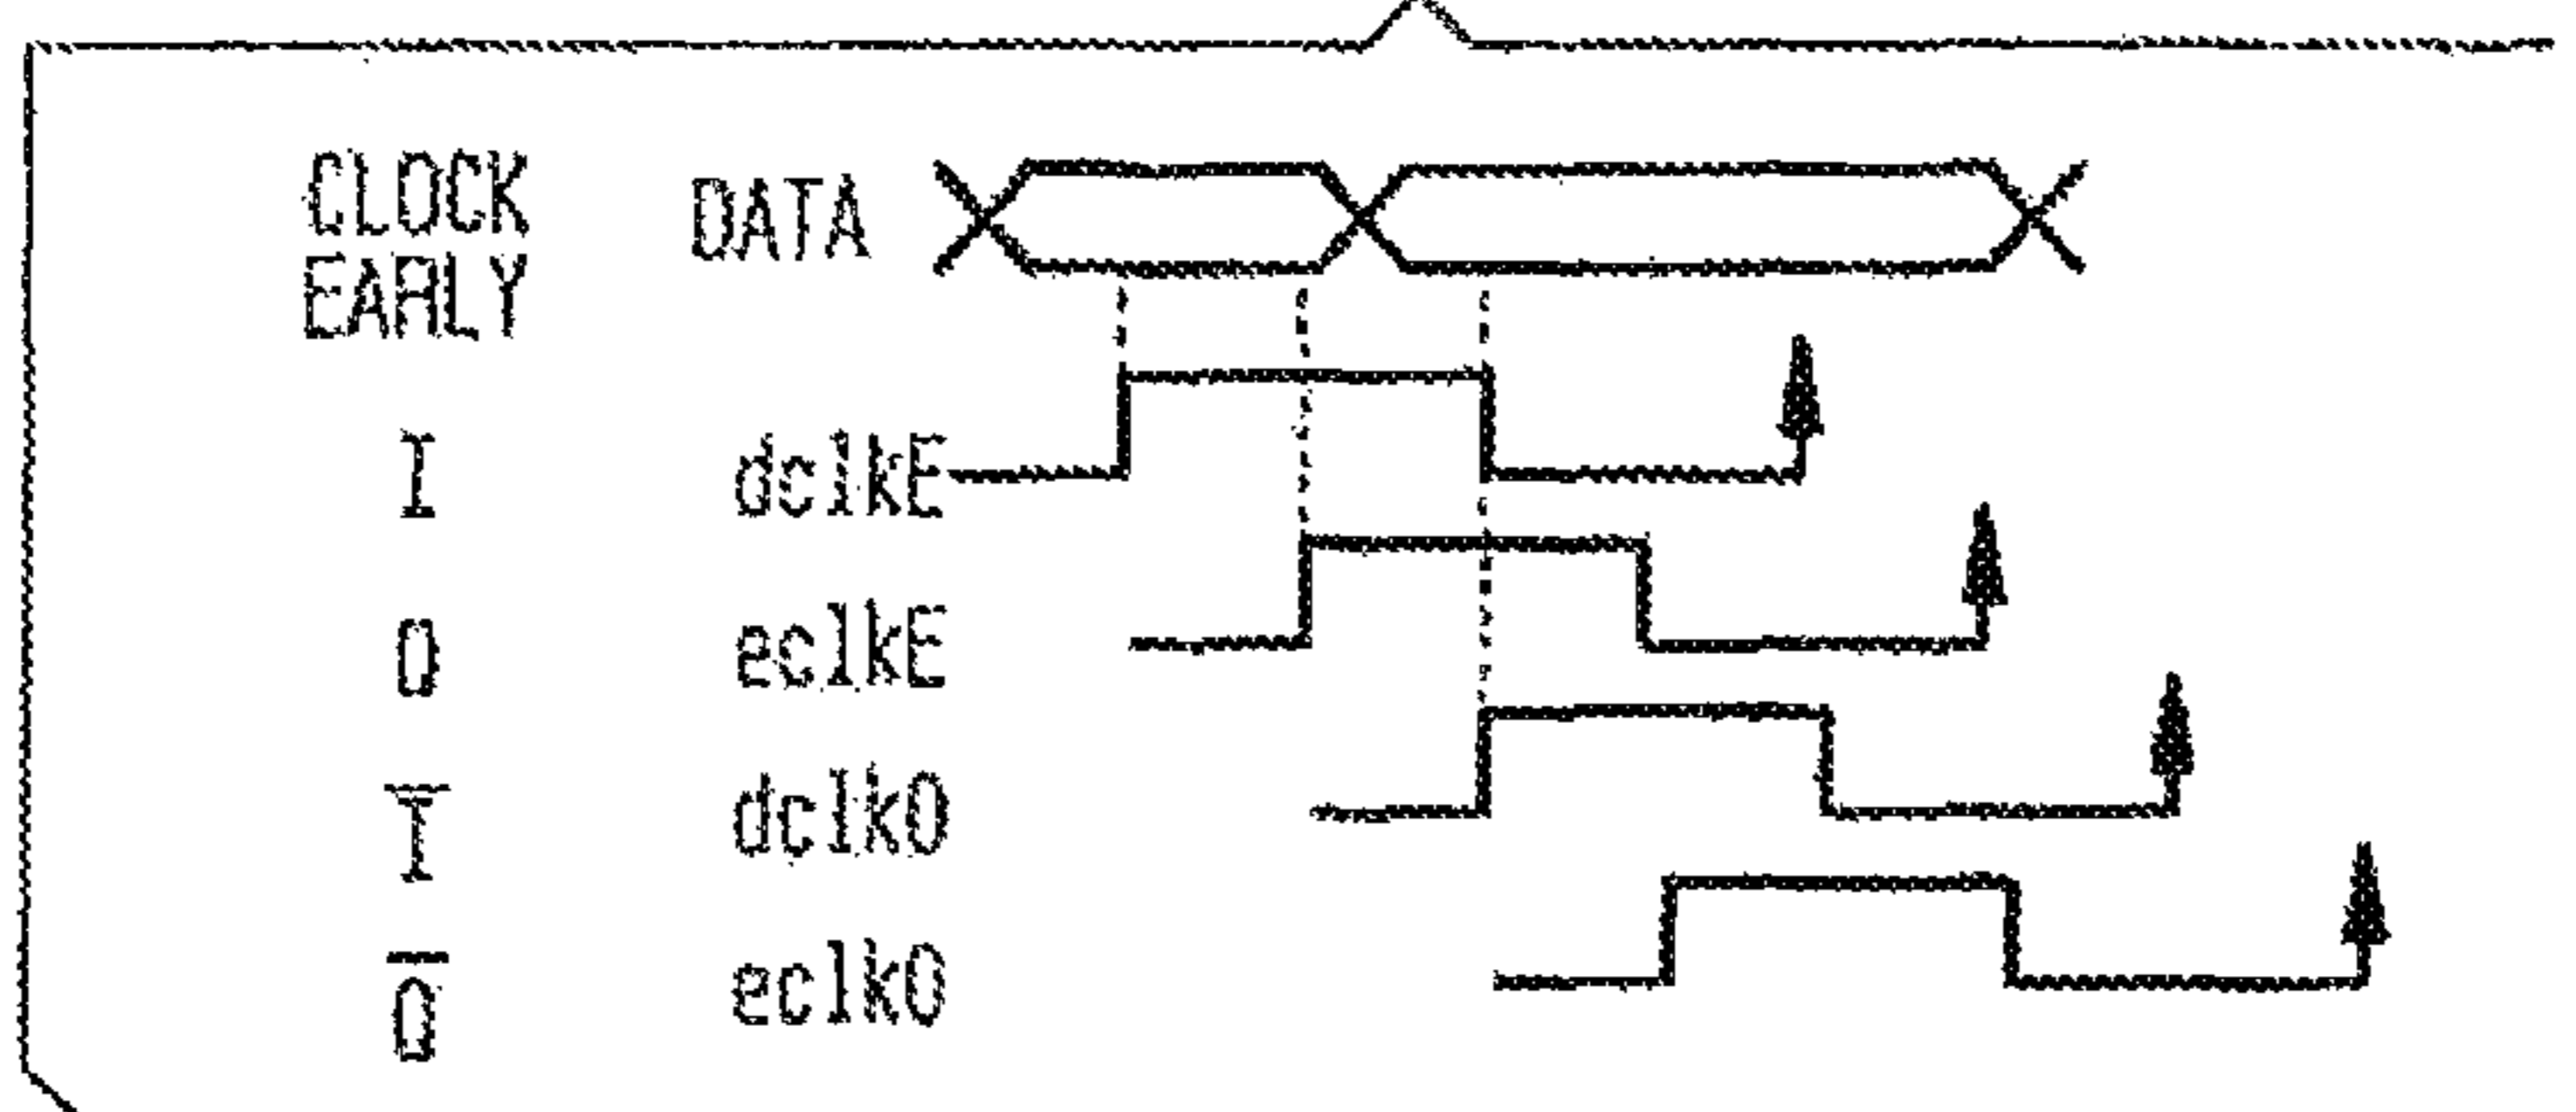 CLOCK
EARLY
DATA
I dclkE
Q eclkE
I̅ dclkO
Q̅ eclkO